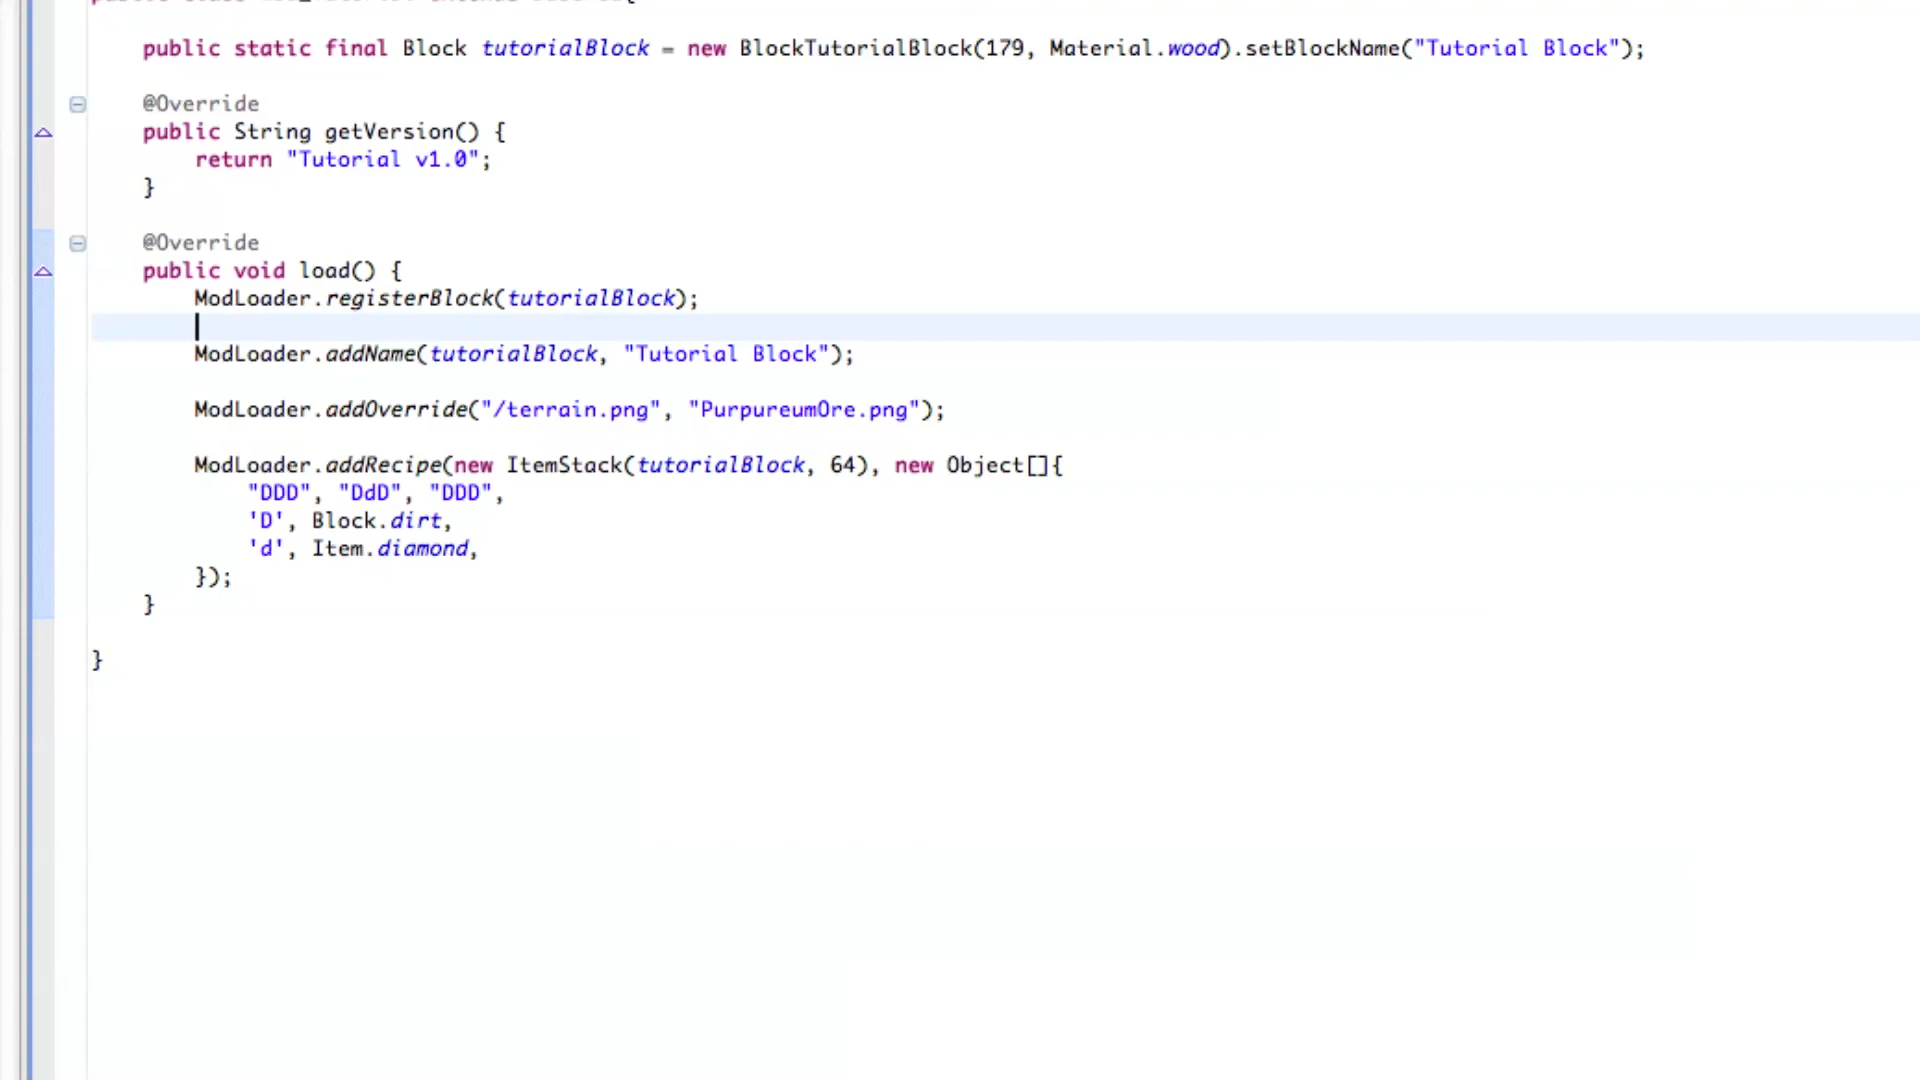 public static final Block tutorialBlock = new BlockTutorialBlock(179, Material.wood).setBlockName("Tutorial Block");
@Override
public String getVersion() {
return "Tutorial v1.0";
}
@Override
public void load() {
ModLoader.registerBlock(tutorialBlock);
ModLoader.addName(tutorialBlock, "Tutorial Block");
ModLoader.addOverride("/terrain.png", "PurpureumOre.png");
ModLoader.addRecipe(new ItemStack(tutorialBlock, 64), new Object[]{
"DDD", "DdD", "DDD",
'D', Block.dirt,
'd', Item.diamond,
});
}
}